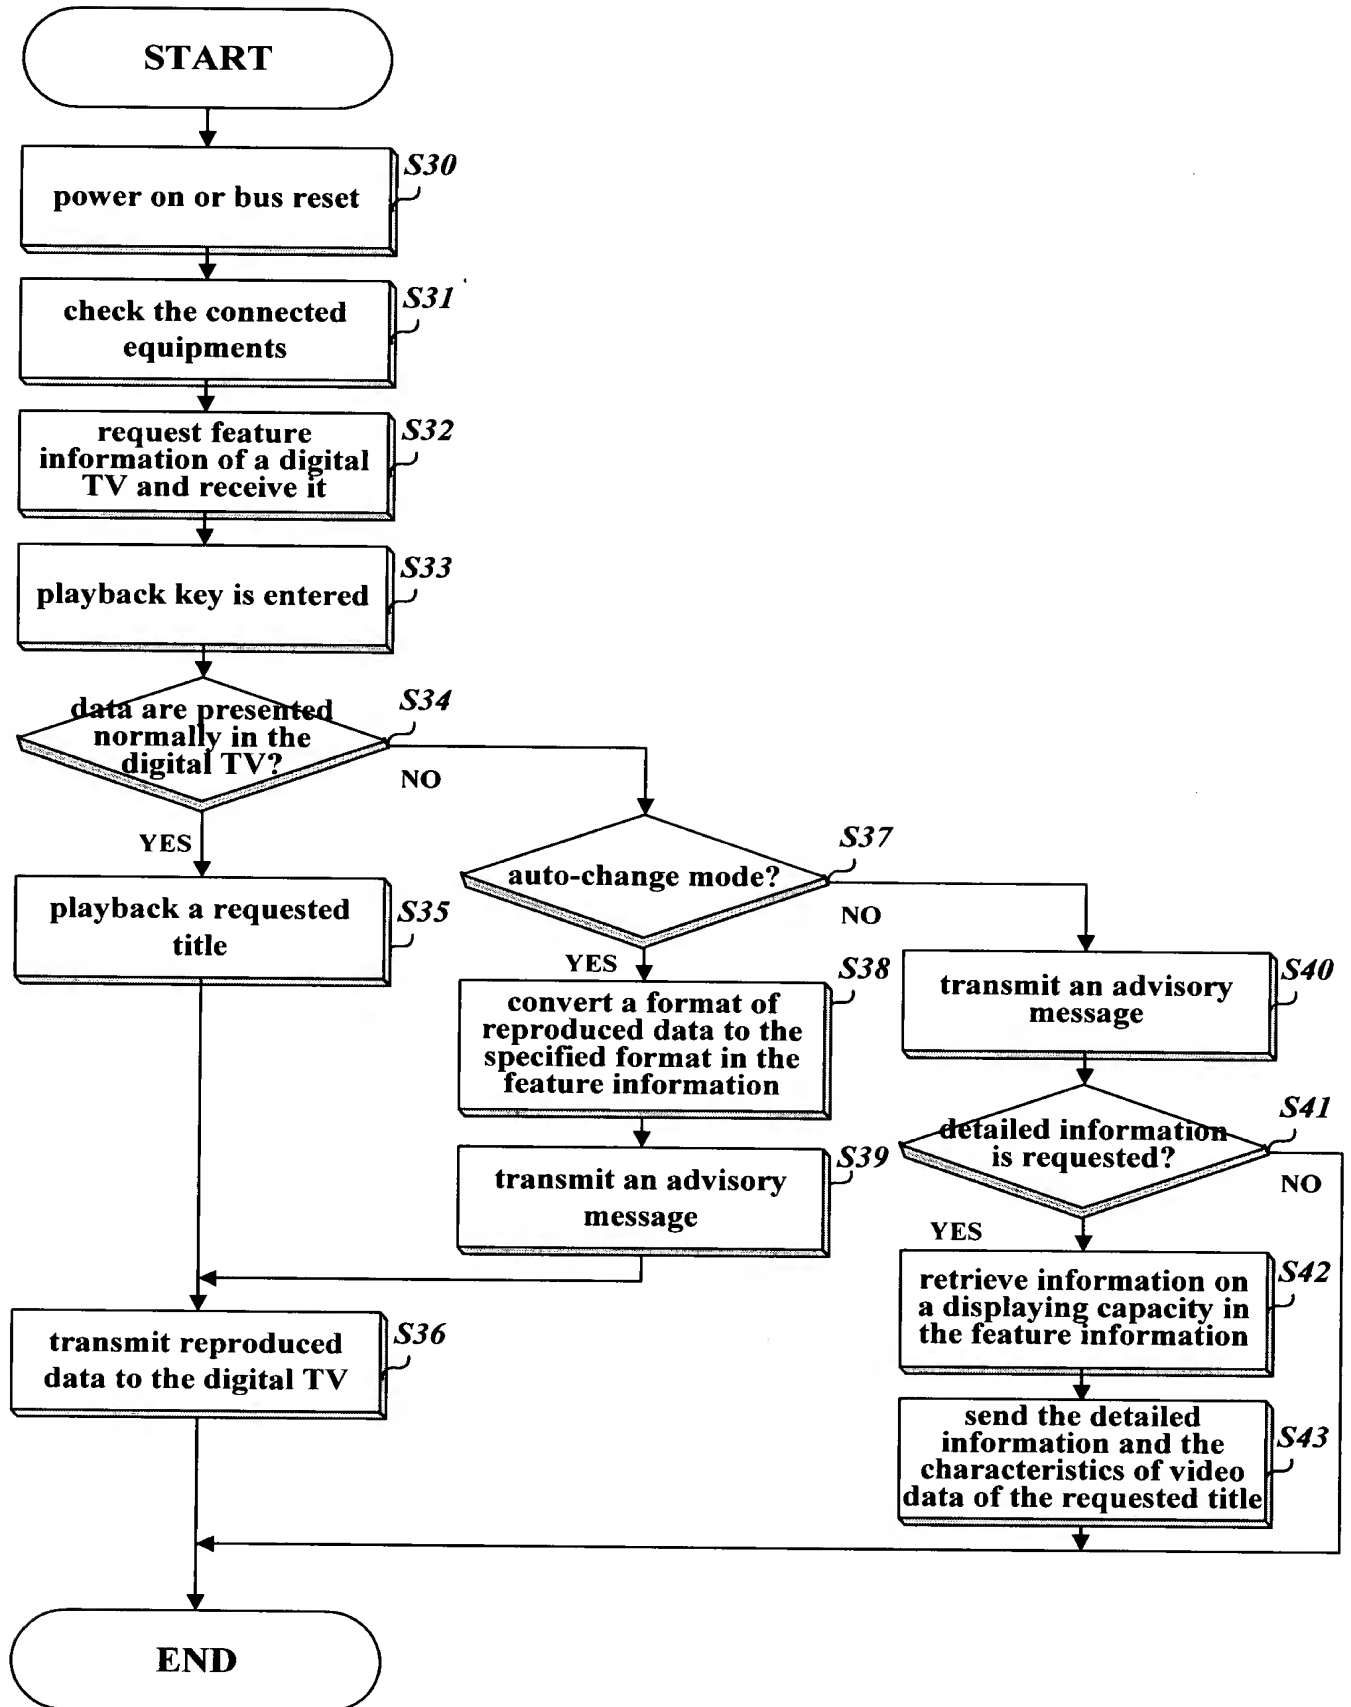 START
power on or bus reset
S30
check the connected
equipments
S31
request feature
information of a digital
TV and receive it
S32
playback key is entered
S33
data are presented
normally in the
digital TV?
S34
NO
YES
playback a requested
title
S35
auto-change mode?
S37
NO
YES
convert a format of
reproduced data to the
specified format in the
feature information
S38
transmit an advisory
message
S39
transmit an advisory
message
S40
detailed information
is requested?
S41
NO
YES
retrieve information on
a displaying capacity in
the feature information
S42
send the detailed
information and the
characteristics of video
data of the requested title
S43
transmit reproduced
data to the digital TV
S36
END